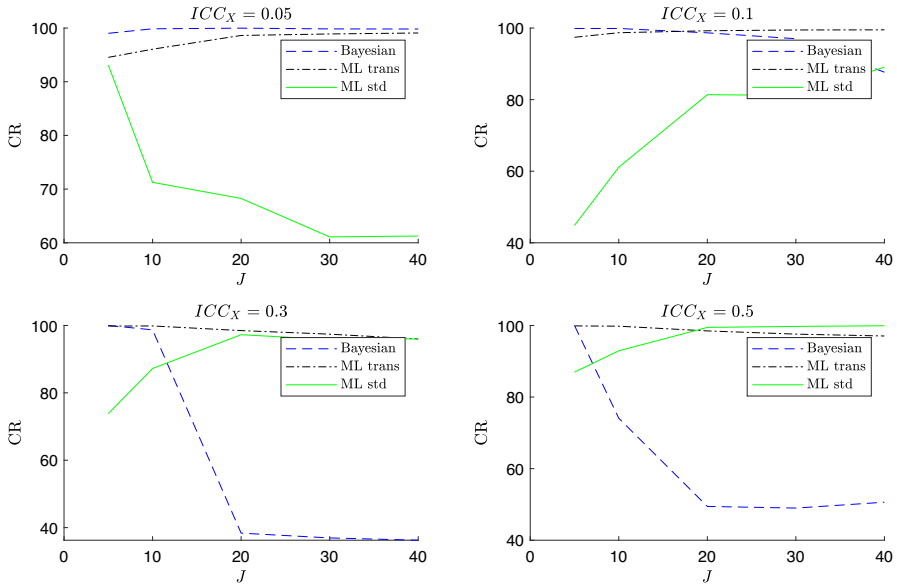 ICC_X = 0.05
100
90
80
70
60
CR
0
10
20
30
40
J
Bayesian
ML trans
ML std
ICC_X = 0.1
100
80
60
40
CR
0
10
20
30
40
J
Bayesian
ML trans
ML std
ICC_X = 0.3
100
80
60
40
CR
0
10
20
30
40
J
Bayesian
ML trans
ML std
ICC_X = 0.5
100
80
60
40
CR
0
10
20
30
40
J
Bayesian
ML trans
ML std